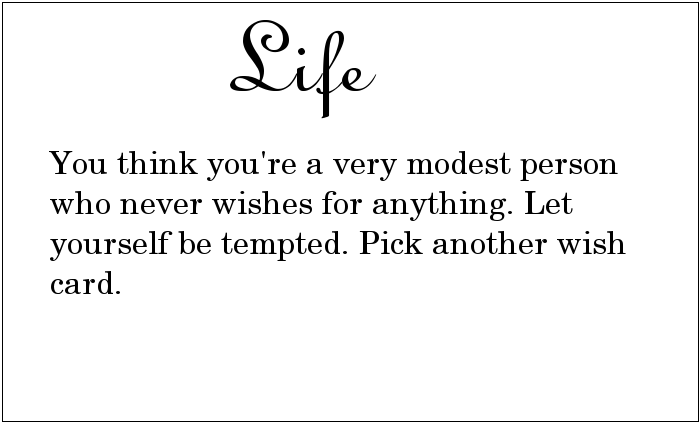 Life
You think you're a very modest person
who never wishes for anything. Let
yourself be tempted. Pick another wish
card.